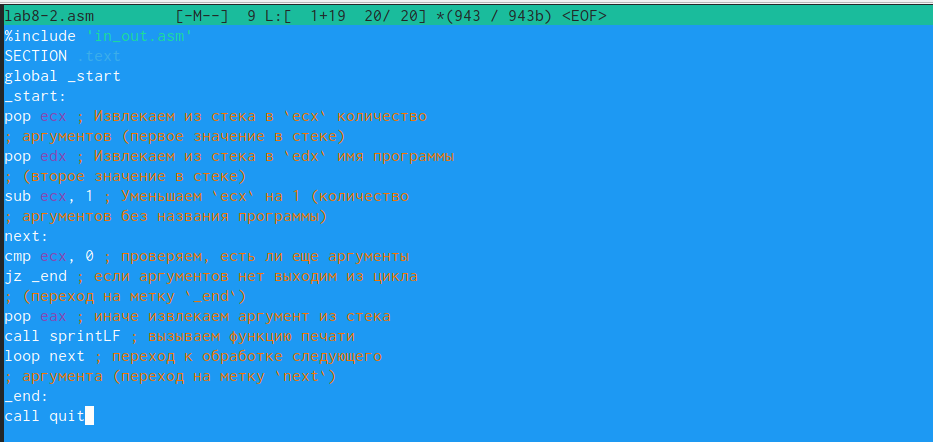 lab8-2.asm [-M--] 9 L:[ 1+19 20/ 20] *(943 / 943b) <EOF>
%include 'in_out.asm'
SECTION .text
global _start
_start:
pop ecx ; Извлекаем из стека в `ecx` количество
; аргументов (первое значение в стеке)
pop edx ; Извлекаем из стека в `edx` имя программы
; (второе значение в стеке)
sub ecx, 1 ; Уменьшаем `ecx` на 1 (количество
; аргументов без названия программы)
next:
cmp ecx, 0 ; проверяем, есть ли еще аргументы
jz _end ; если аргументов нет выходим из цикла
; (переход на метку `_end`)
pop eax ; иначе извлекаем аргумент из стека
call sprintLF ; вызываем функцию печати
loop next ; переход к обработке следующего
; аргумента (переход на метку `next`)
_end:
call quit